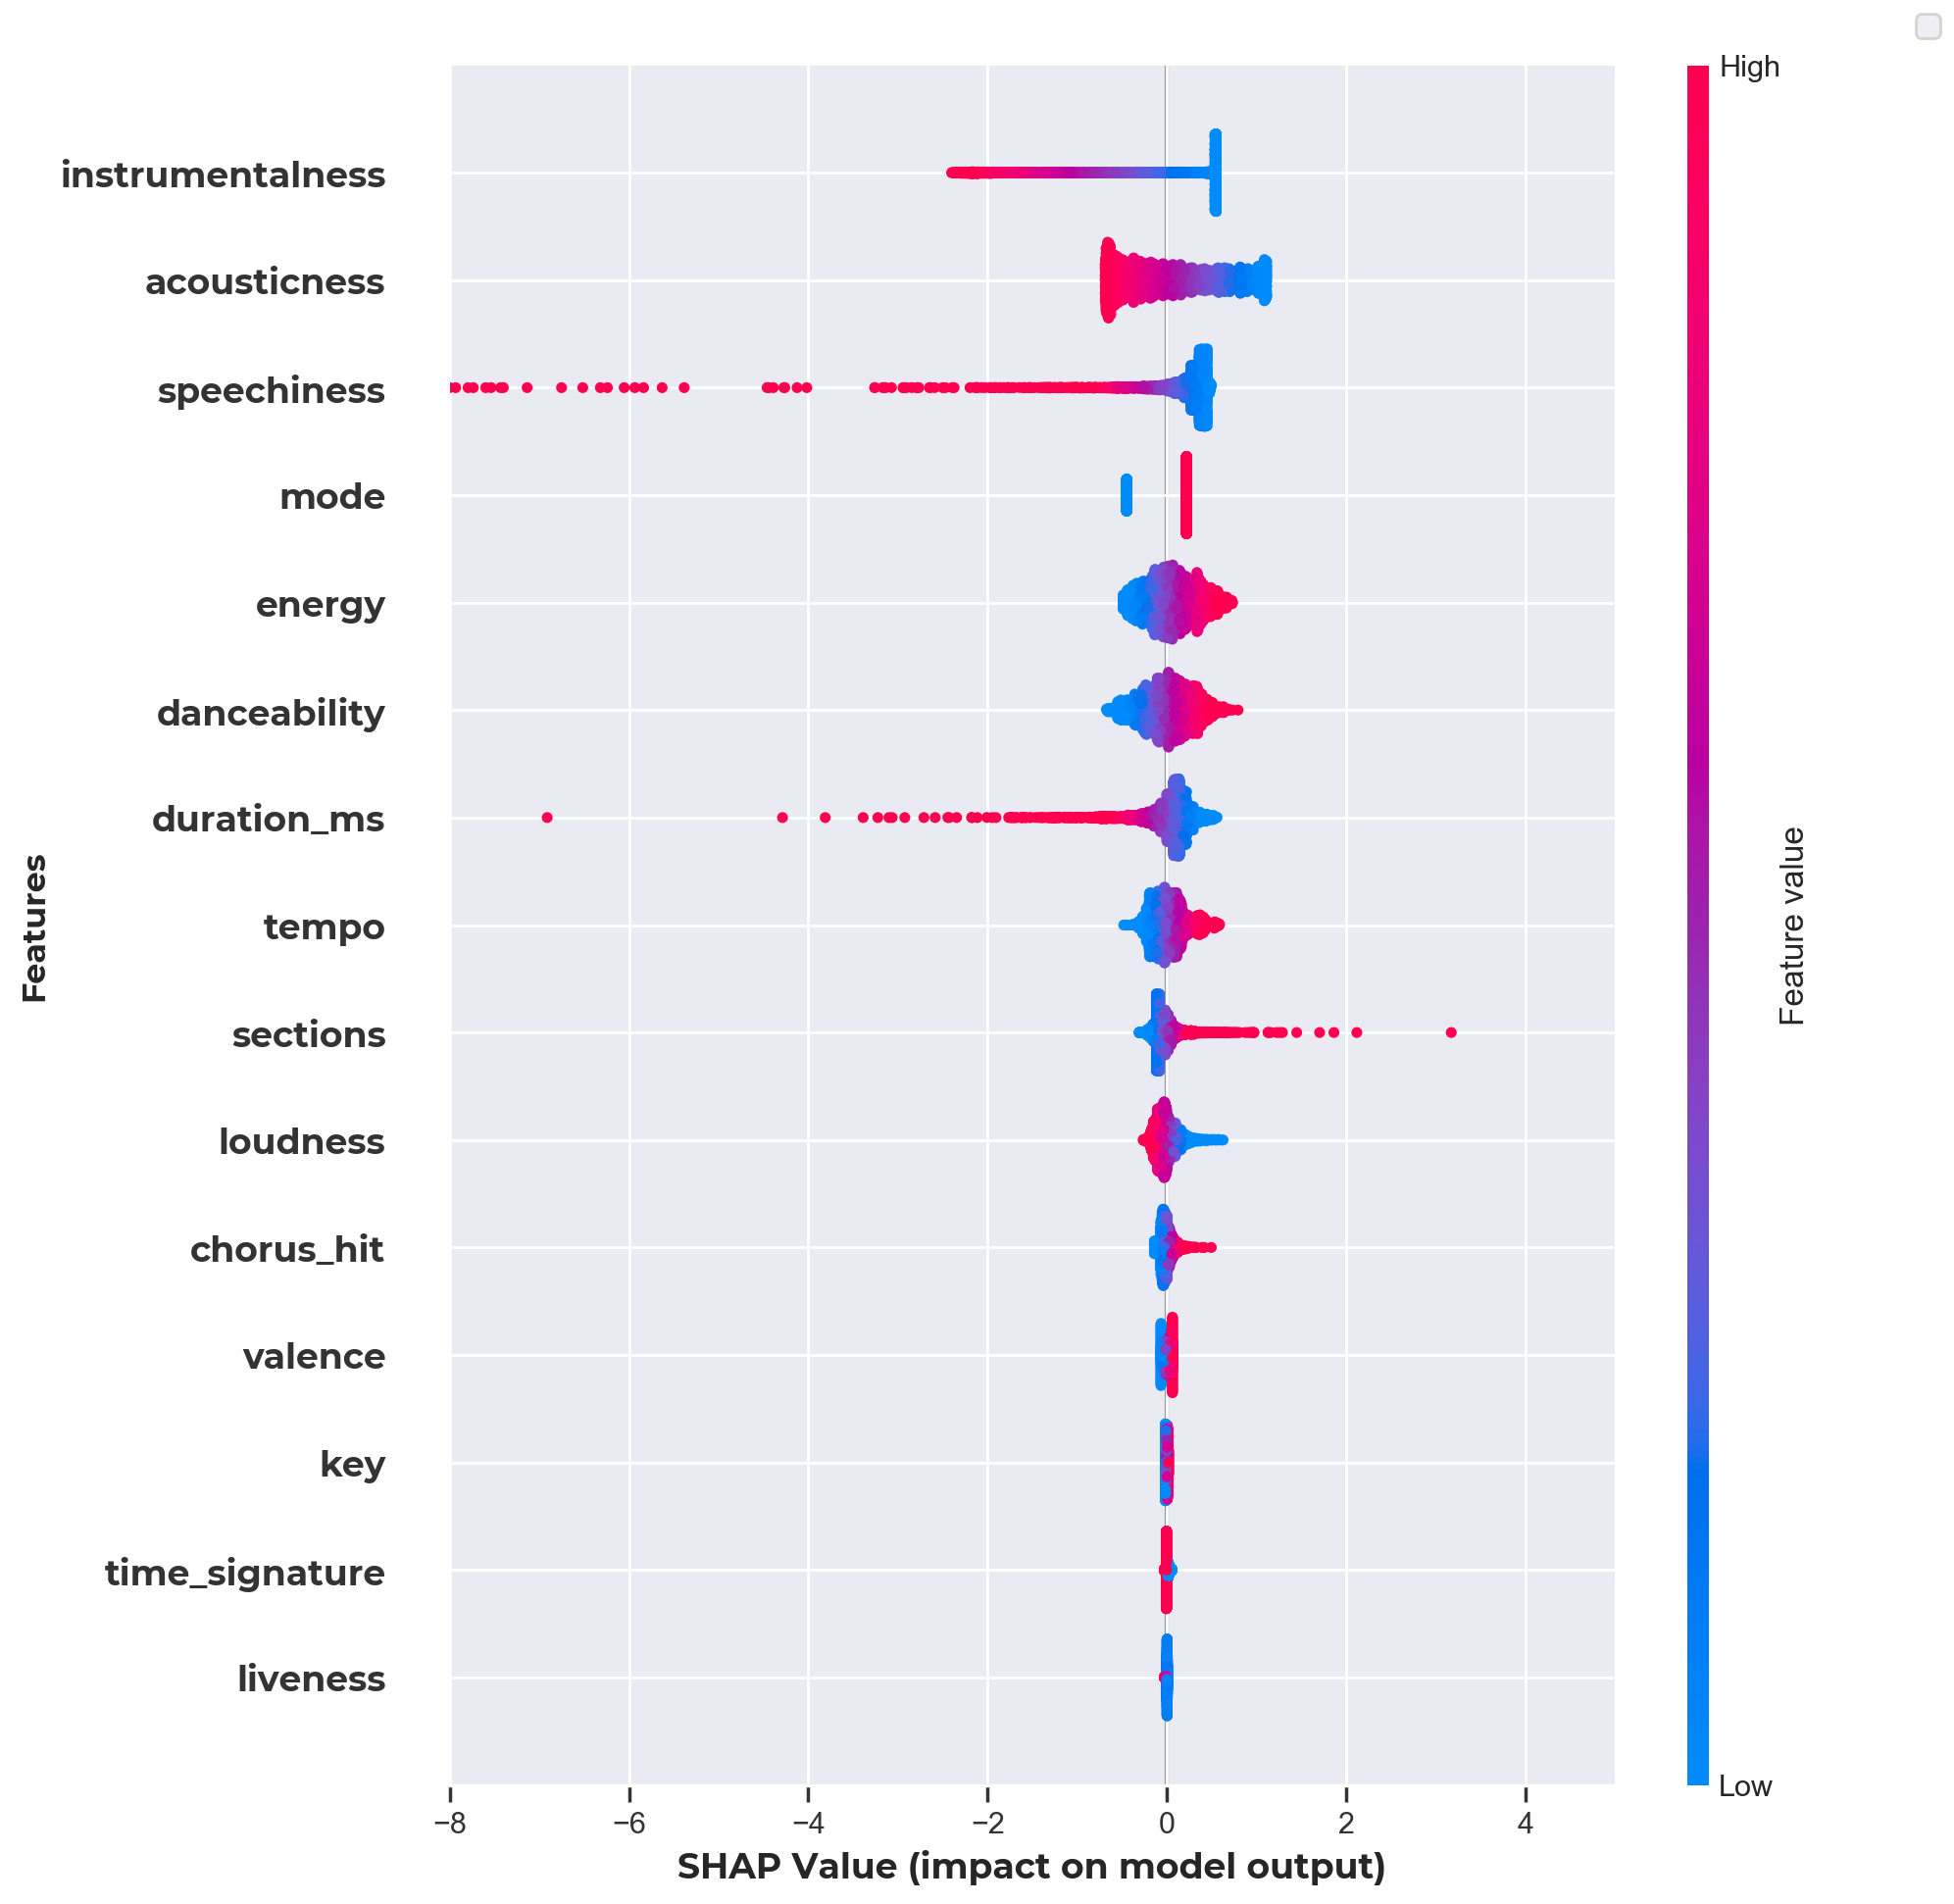 High
instrumentalness
acousticness
speechiness
mode
energy
danceability
duration_ms
tempo
sections
loudness
chorus_hit
valence
key
time_signature
liveness
Features
Feature value
Low
−8 −6 −4 −2 0 2 4
SHAP Value (impact on model output)